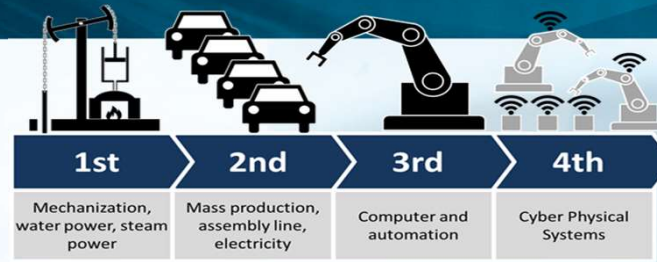 1st
2nd
3rd
4th
Mechanization,
water power, steam
power
Mass production,
assembly line,
electricity
Computer and
automation
Cyber Physical
Systems